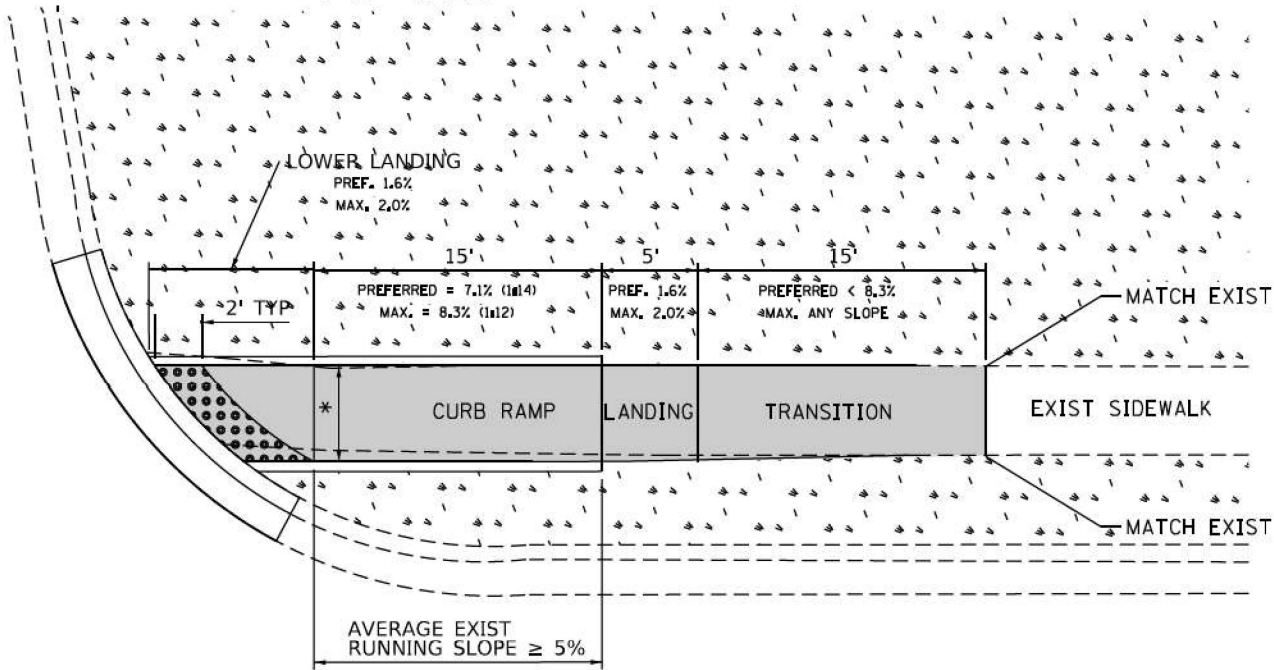 LOWER LANDING
PREF. 1.6%
MAX. 2.0%
15'
5'
15'
PREFERRED = 7.1% (1:14)
MAX. = 8.3% (1:12)
PREF. 1.6%
MAX. 2.0%
PREFERRED < 8.3%
MAX. ANY SLOPE
2' TYP
MATCH EXIST
*
CURB RAMP
LANDING
TRANSITION
EXIST SIDEWALK
MATCH EXIST
AVERAGE EXIST
RUNNING SLOPE ≥ 5%